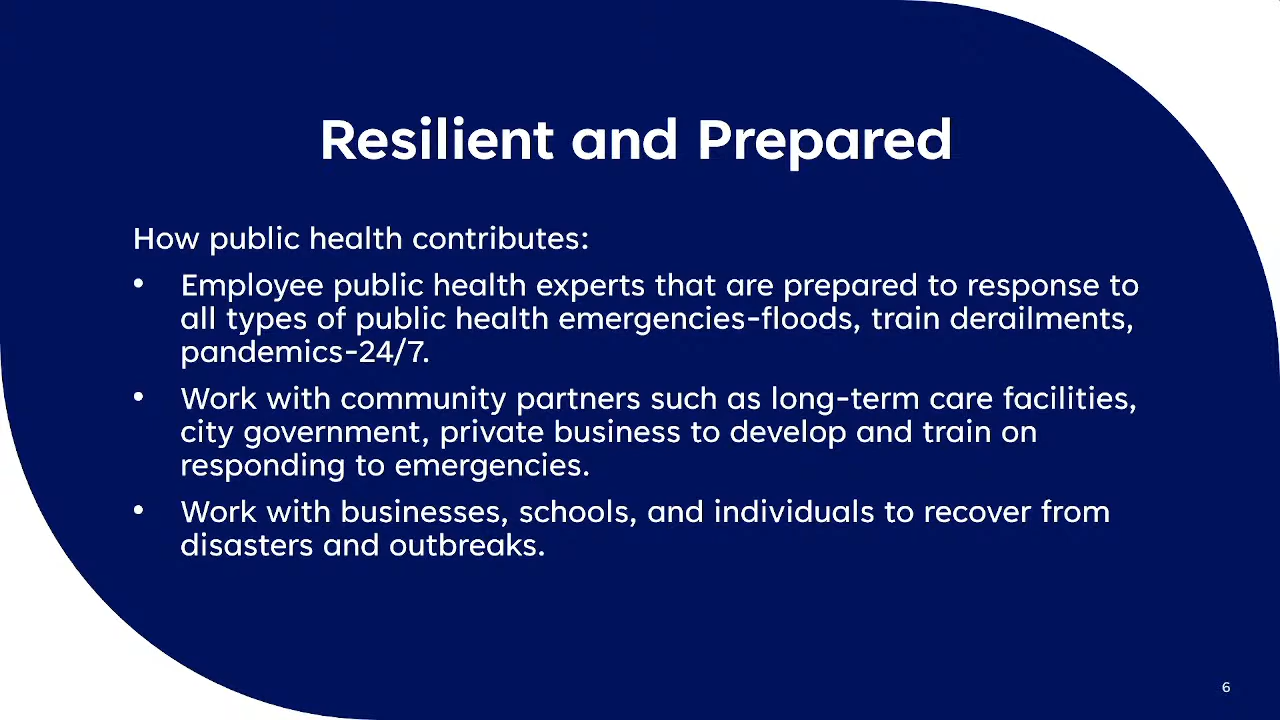 Resilient and Prepared
How public health contributes:
• Employee public health experts that are prepared to response to
all types of public health emergencies-floods, train derailments,
pandemics-24/7.
• Work with community partners such as long-term care facilities,
city government, private business to develop and train on
responding to emergencies.
• Work with businesses, schools, and individuals to recover from
disasters and outbreaks.
6